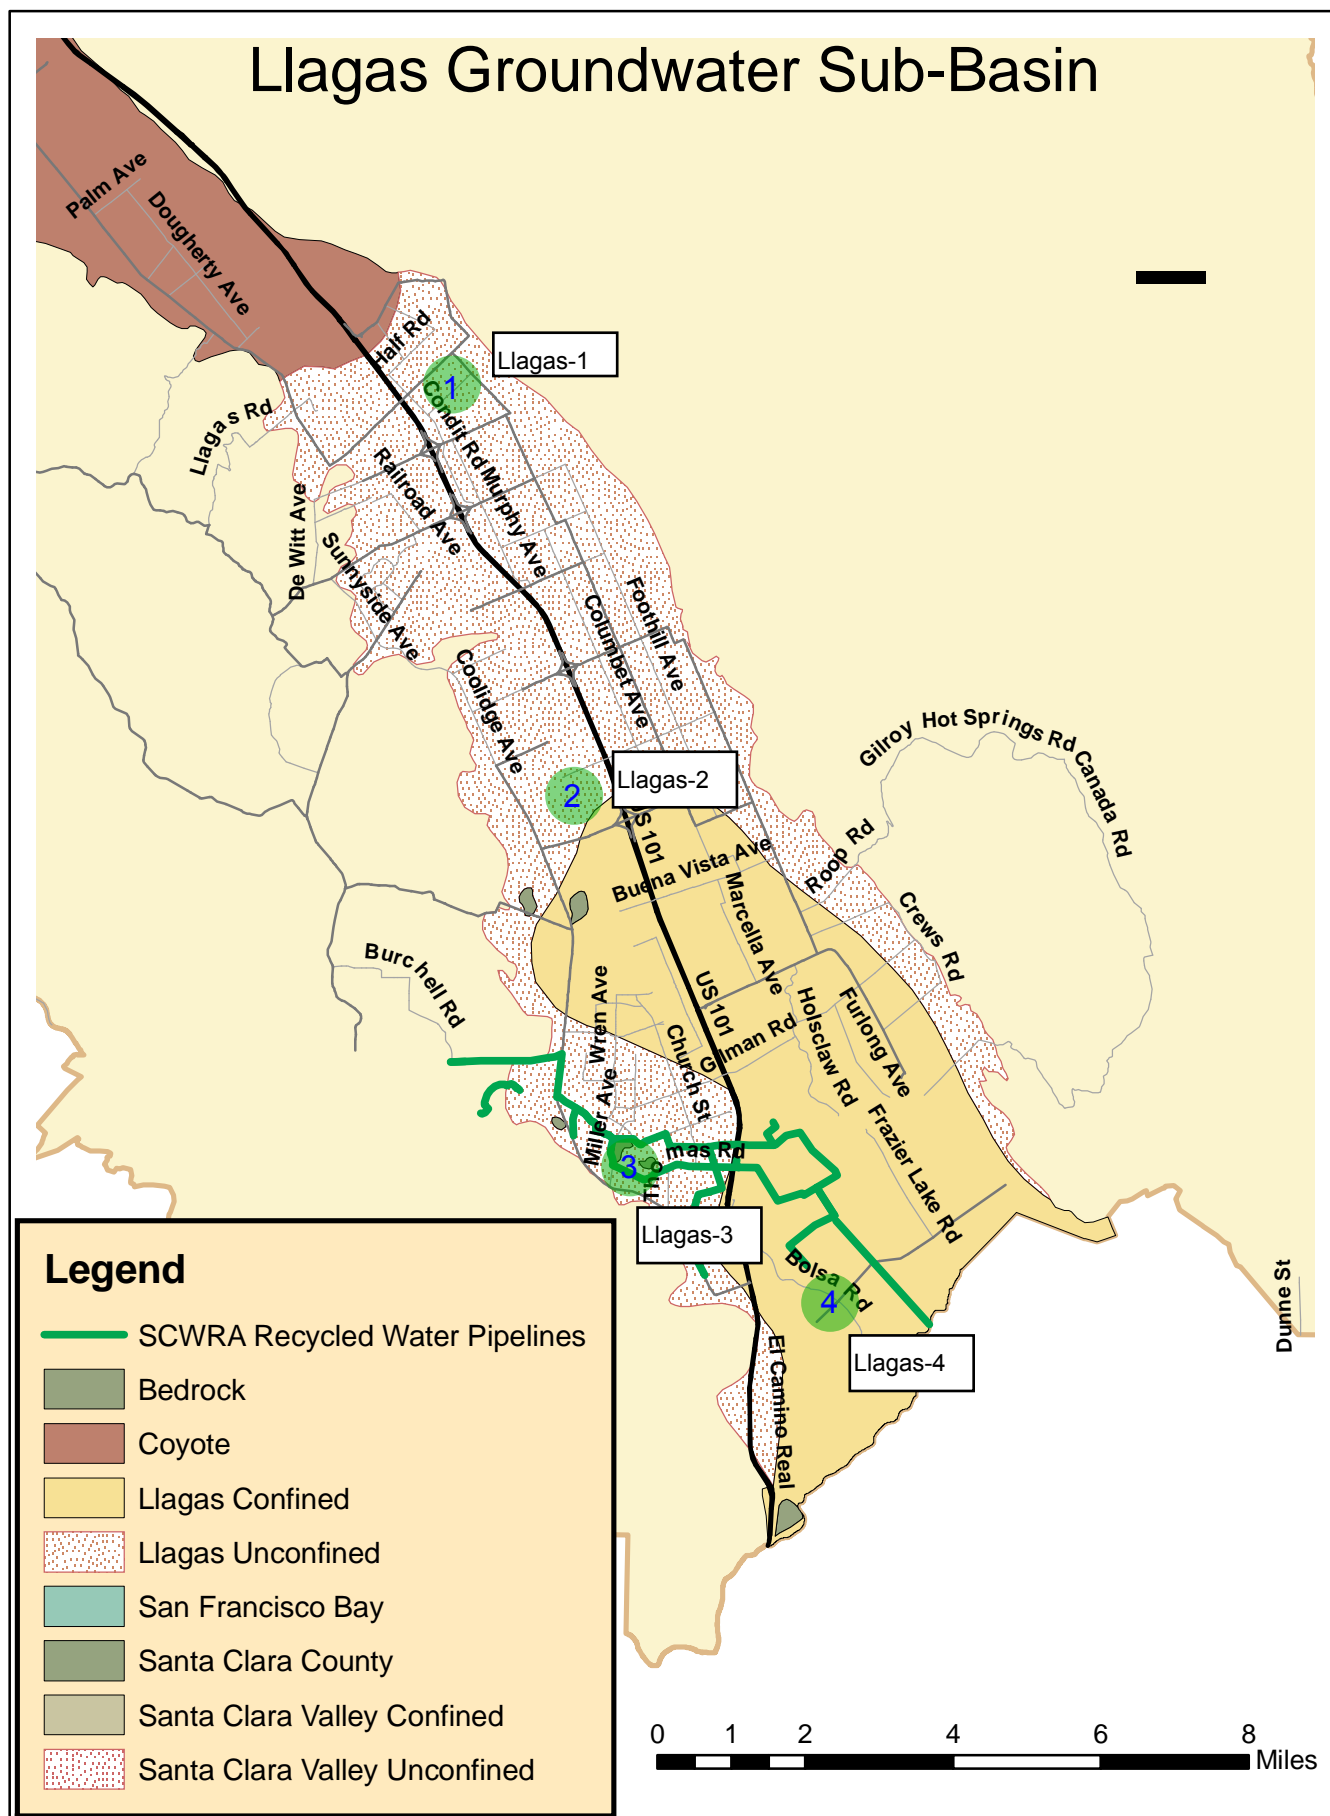 Llagas Groundwater Sub-Basin
Palm Ave
Dougherty Ave
Half Rd
Llagas-1
1
Condit Rd
Llagas Rd
Railroad Ave
Murphy Ave
De Witt Ave
Sunnyside Ave
Foothill Ave
Columbet Ave
Coolidge Ave
Gilroy Hot Springs Rd
Canada Rd
Llagas-2
2
US 101
Buena Vista Ave
Roop Rd
Marcella Ave
Crews Rd
Burchell Rd
Wren Ave
US 101
Gilman Rd
Holsclaw Rd
Furlong Ave
Church St
Miller Ave
Frazier Lake Rd
Thomas Rd
3
Llagas-3
Bolsa Rd
4
Llagas-4
El Camino Real
Dunne St
Legend
SCWRA Recycled Water Pipelines
Bedrock
Coyote
Llagas Confined
Llagas Unconfined
San Francisco Bay
Santa Clara County
Santa Clara Valley Confined
Santa Clara Valley Unconfined
0 1 2 4 6 8
Miles